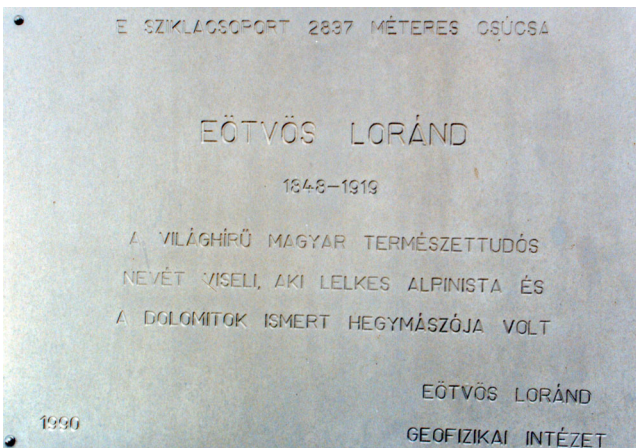 E SZIKLACSOPORT 2837 MÉTERES CSÚCSA
EÖTVÖS LORÁND
1848-1919
A VILÁGHÍRŰ MAGYAR TERMÉSZETTUDÓS
NEVÉT VISELI, AKI LELKES ALPINISTA ÉS
A DOLOMITOK ISMERT HEGYMÁSZÓJA VOLT
EÖTVÖS LORÁND
1990
GEOFIZIKAI INTÉZET